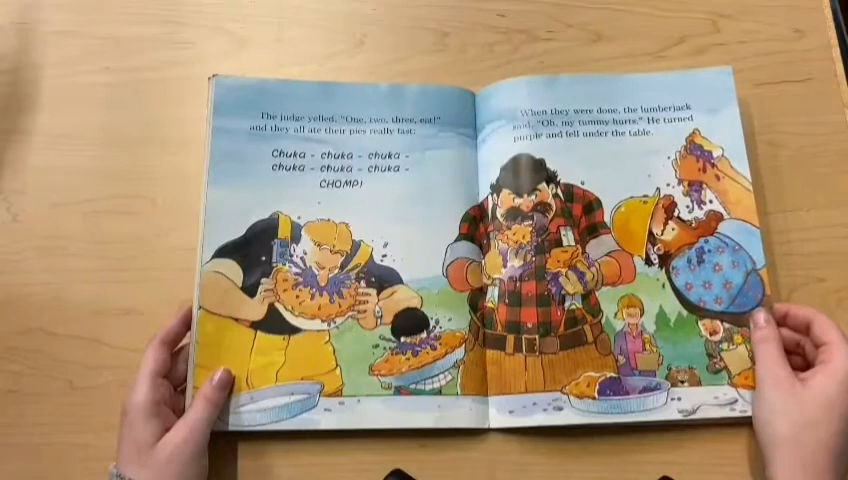 The judge yelled, "One, two, three, eat!"
and they all ate their pies really fast:
Chuka - chuka - chuka -
chuka - chuka - chuka -
CHOMP!
When they were done, the lumberjack
said, "Oh, my tummy hurts." He turned
purple and fell under the table.